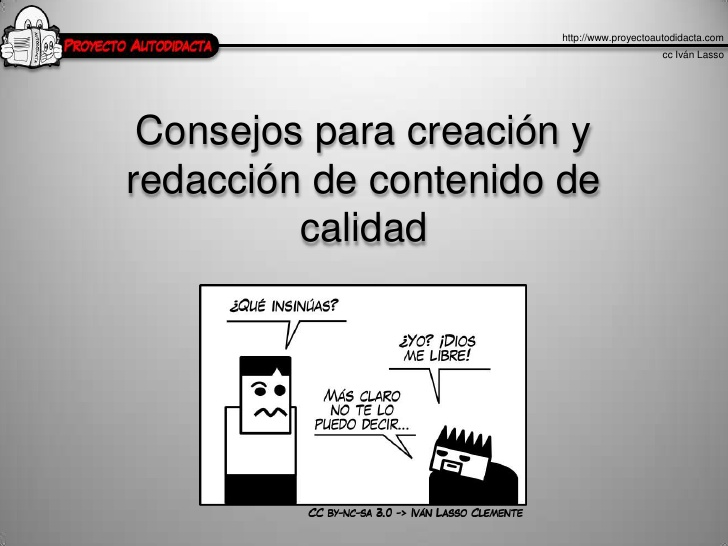 Proyecto Autodidacta
http://www.proyectoautodidacta.com
cc Iván Lasso
Consejos para creación y
redacción de contenido de
calidad
¿Qué insinúas?
¿Yo? ¡Dios
me libre!
Más claro
no te lo
puedo decir...
CC by-nc-sa 3.0 -> Iván Lasso Clemente